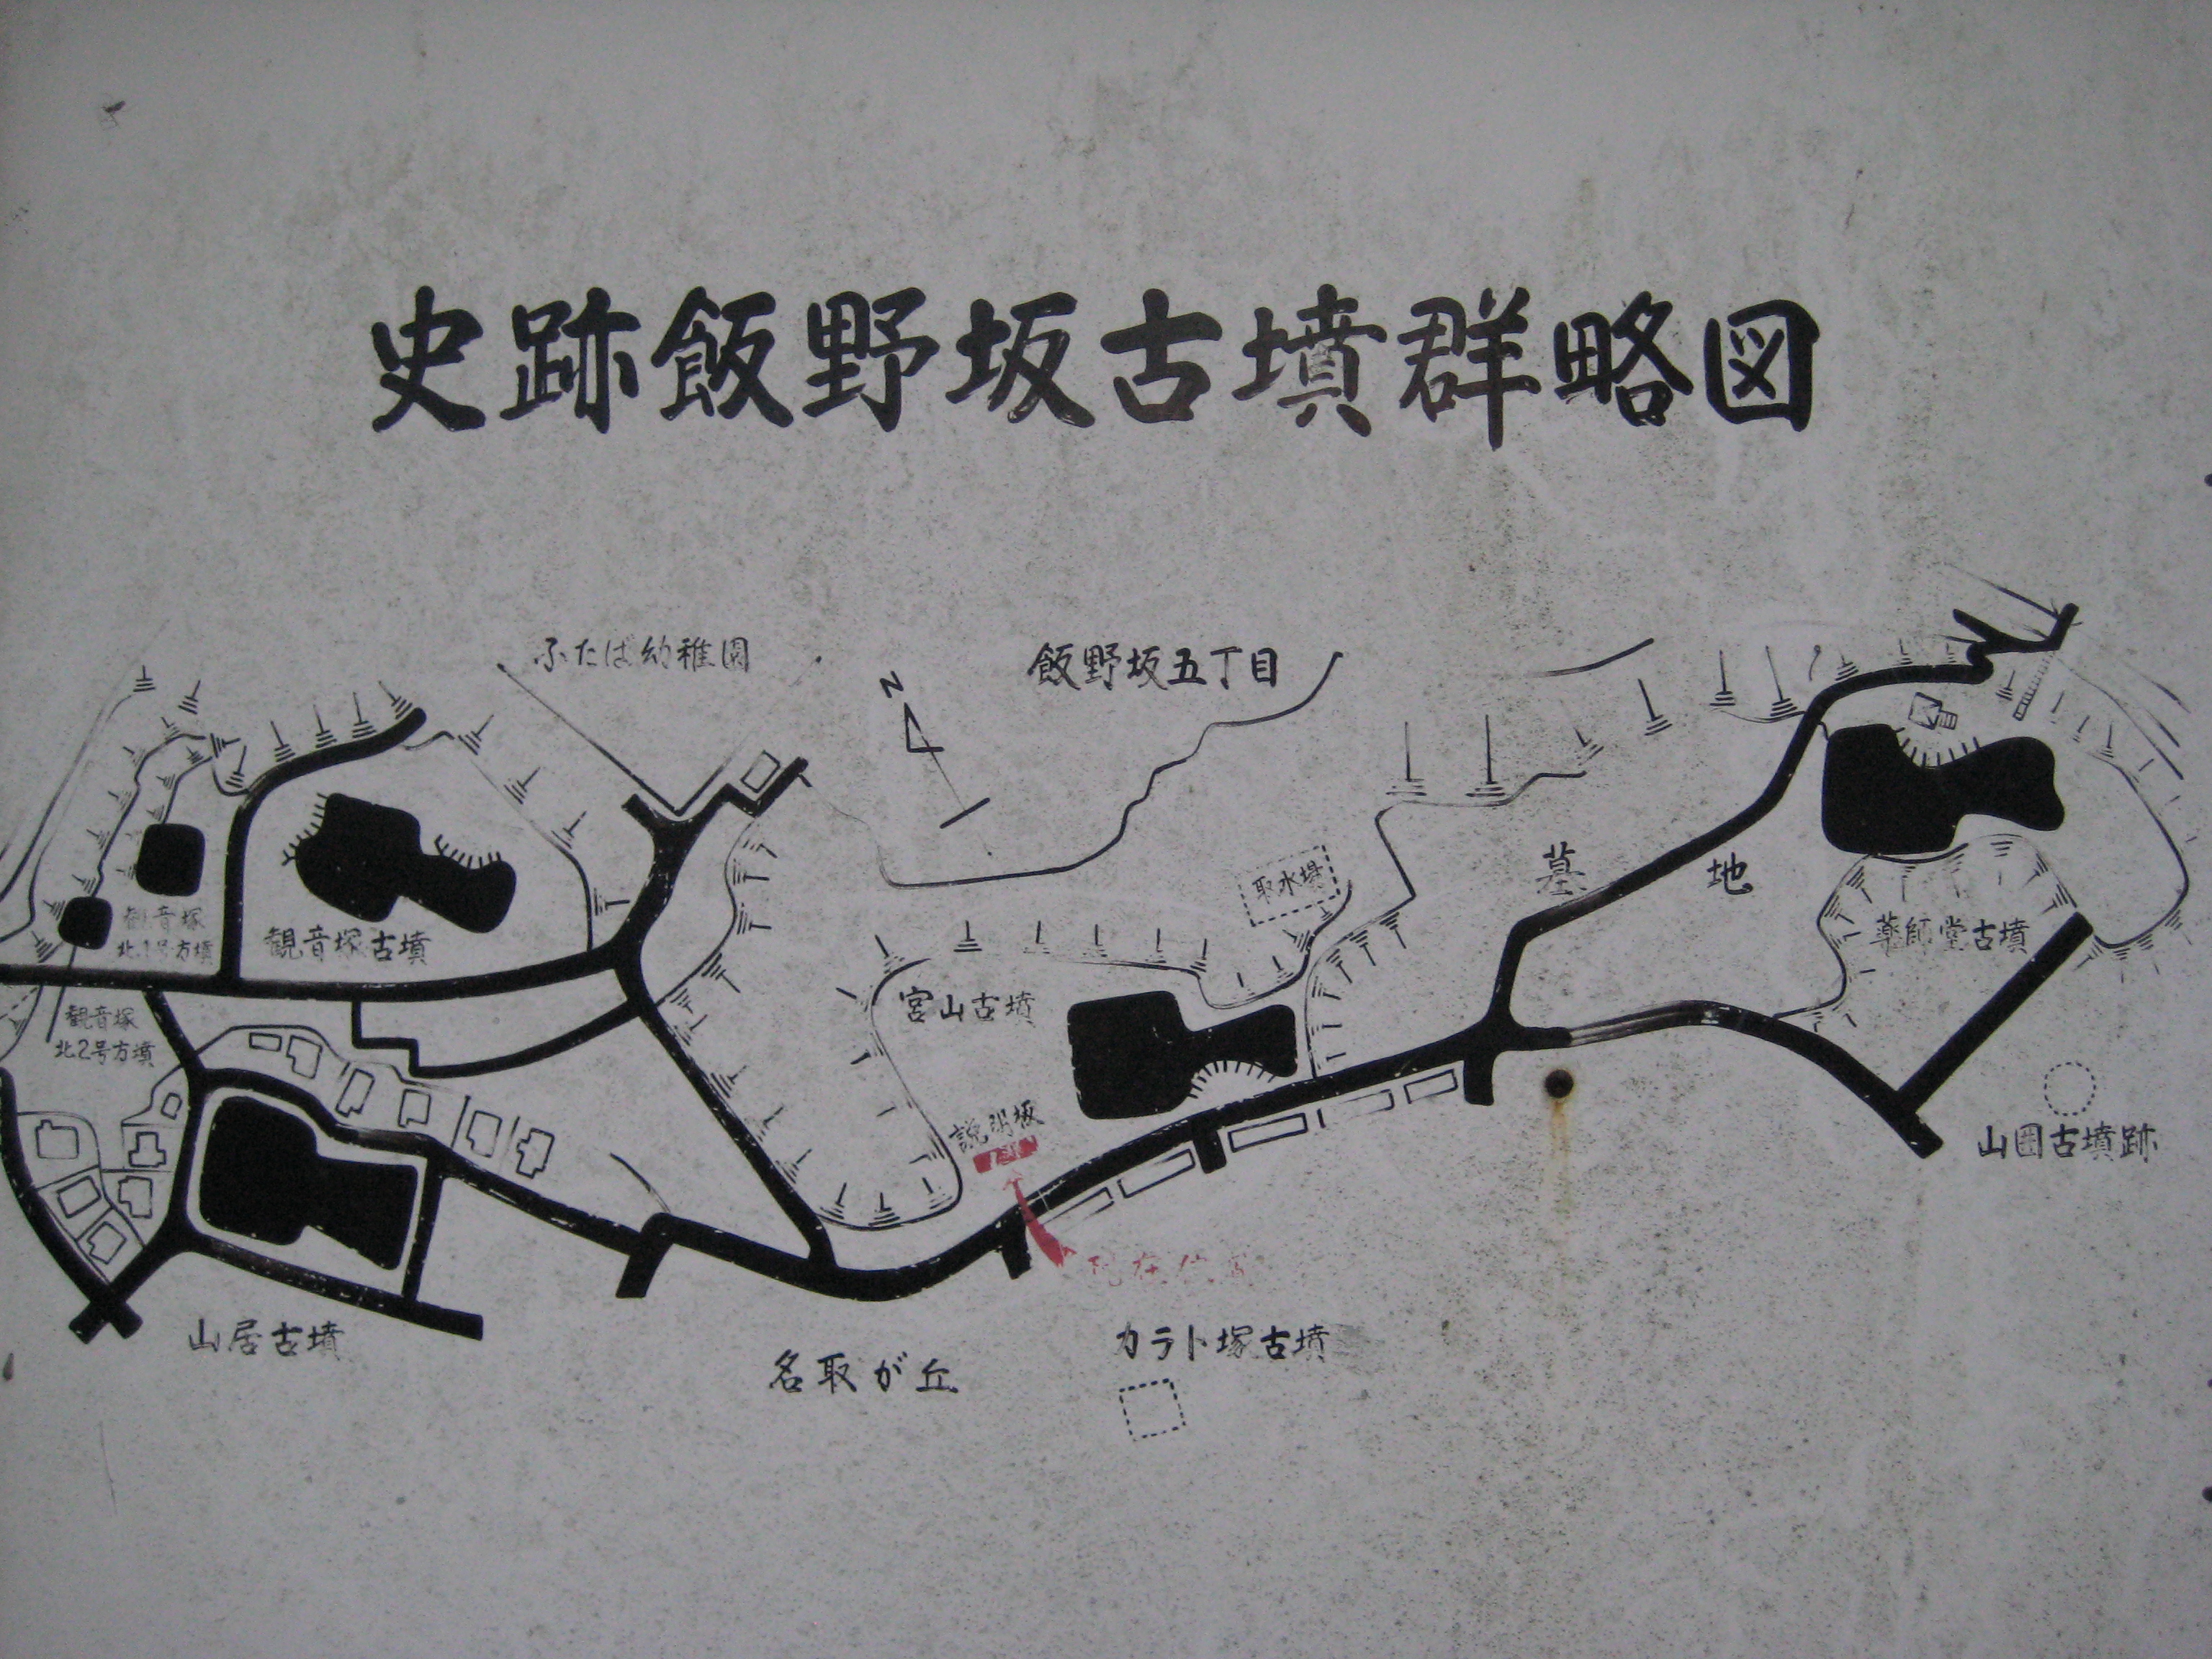 史跡飯野坂古墳群略図
ふたば幼稚園
飯野坂五丁目
N
取水場
墓地
観音塚
北1号方墳
観音塚古墳
薬師堂古墳
宮山古墳
観音塚
北2号方墳
説明板
山囲古墳跡
現在位置
山居古墳
カラト塚古墳
名取が丘